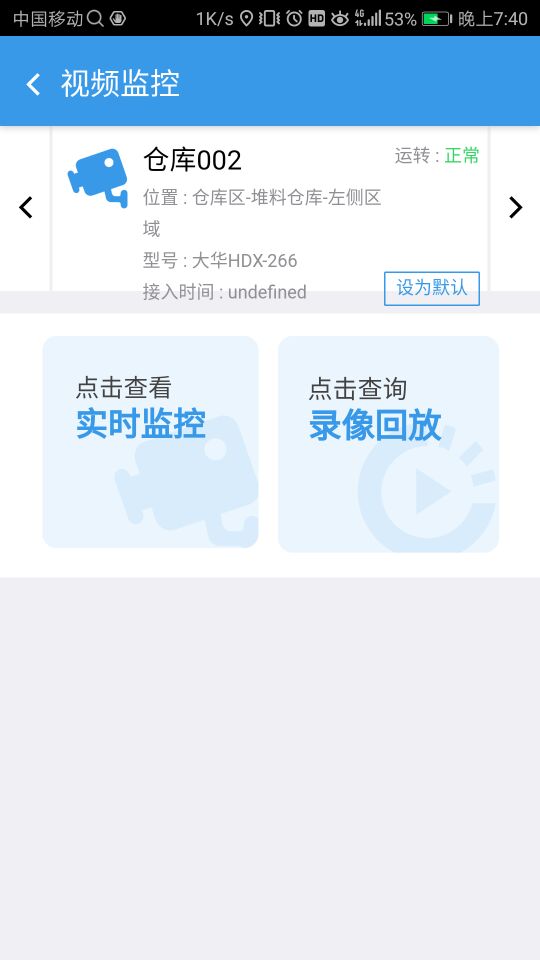 中国移动 1K/s HD 4G 53% 晚上7:40
视频监控
仓库002
运转 : 正常
位置 : 仓库区-堆料仓库-左侧区
域
型号 : 大华HDX-266
接入时间 : undefined
设为默认
点击查看
实时监控
点击查询
录像回放